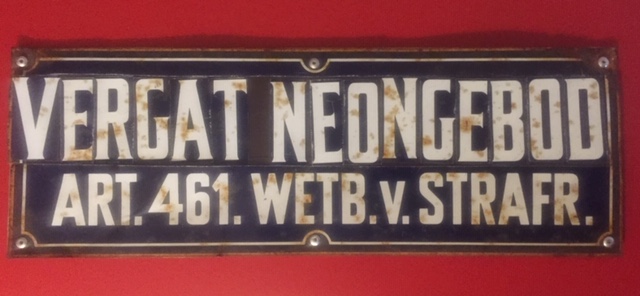 VERGAT NEONGEBOD
ART. 461. WETB. v. STRAFR.